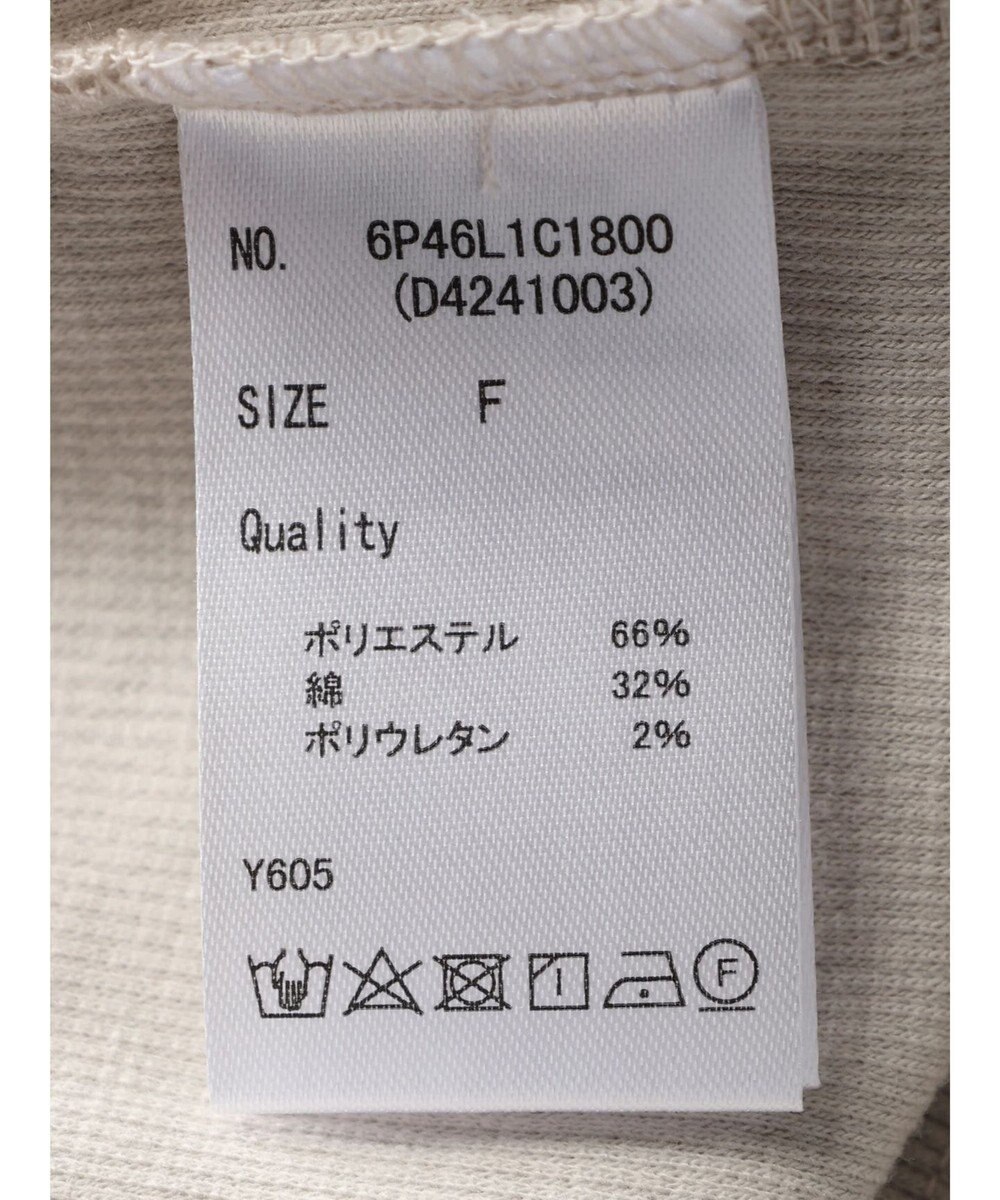 NO. 6P46L1C1800
(D4241003)
SIZE F
Quality
ポリエステル 66%
綿 32%
ポリウレタン 2%
Y605
F